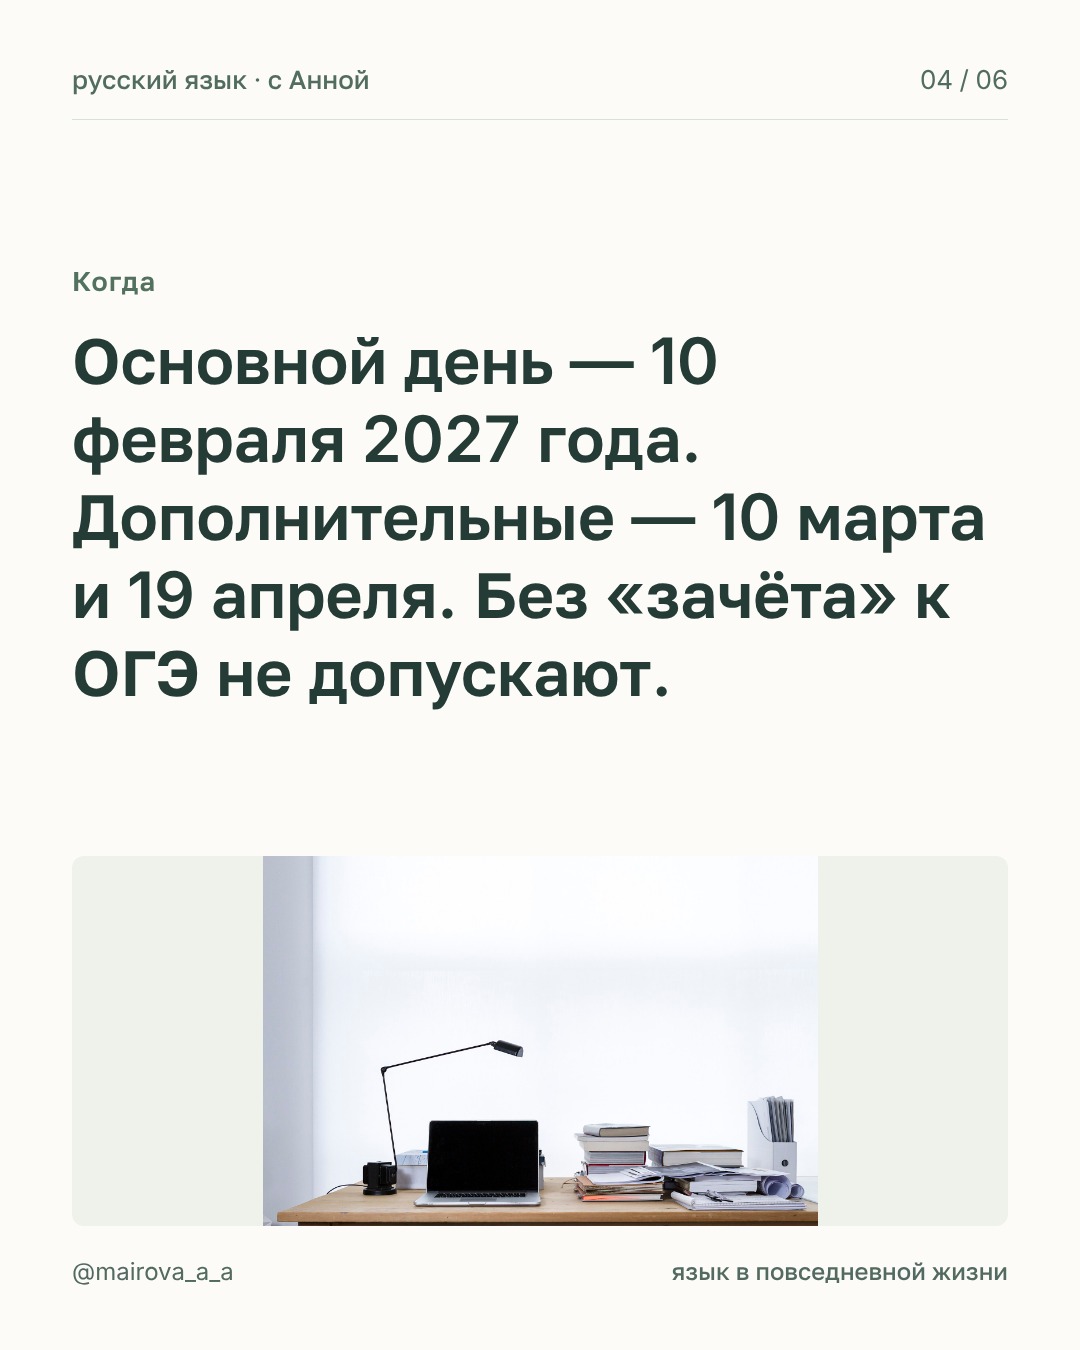 русский язык · с Анной
04 / 06
Когда
Основной день — 10
февраля 2027 года.
Дополнительные — 10 марта
и 19 апреля. Без «зачёта» к
ОГЭ не допускают.
@mairova_a_a
язык в повседневной жизни